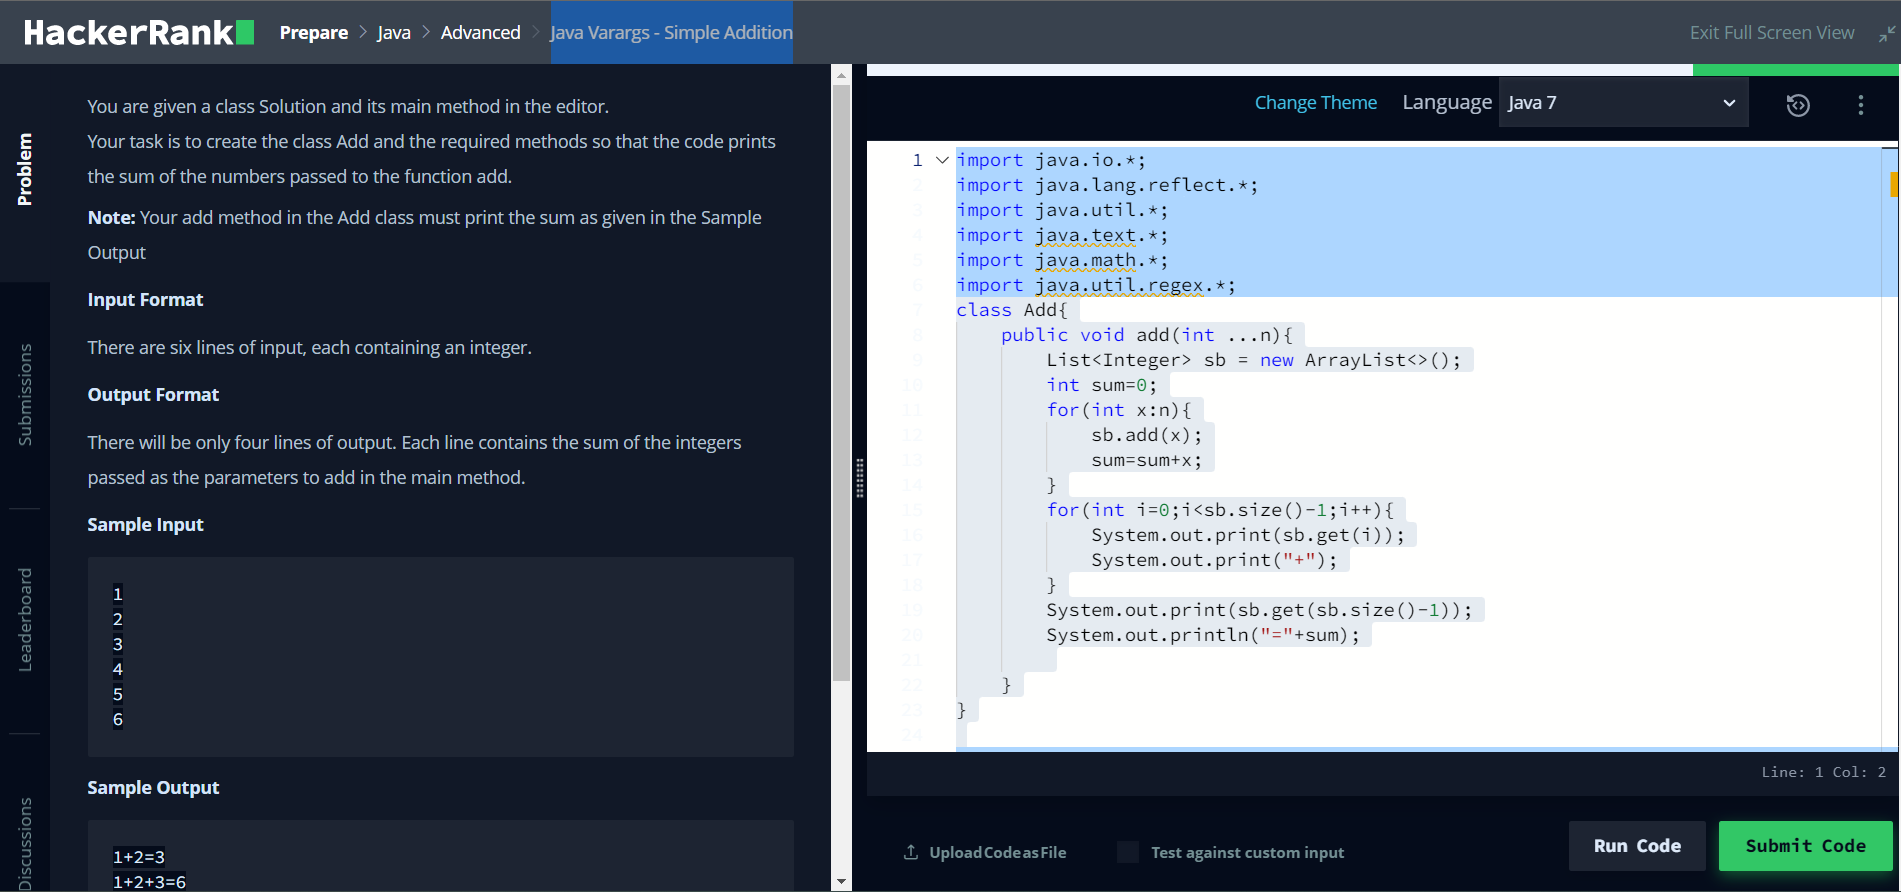 HackerRank
Prepare > Java > Advanced > Java Varargs - Simple Addition
Exit Full Screen View
Problem
Submissions
Leaderboard
Discussions
You are given a class Solution and its main method in the editor.
Your task is to create the class Add and the required methods so that the code prints
the sum of the numbers passed to the function add.
Note: Your add method in the Add class must print the sum as given in the Sample
Output
Input Format
There are six lines of input, each containing an integer.
Output Format
There will be only four lines of output. Each line contains the sum of the integers
passed as the parameters to add in the main method.
Sample Input
1
2
3
4
5
6
Sample Output
1+2=3
1+2+3=6
Change Theme Language Java 7
1 import java.io.*;
2 import java.lang.reflect.*;
3 import java.util.*;
4 import java.text.*;
5 import java.math.*;
6 import java.util.regex.*;
7 class Add{
8 public void add(int ...n){
9 List<Integer> sb = new ArrayList<>();
10 int sum=0;
11 for(int x:n){
12 sb.add(x);
13 sum=sum+x;
14 }
15 for(int i=0;i<sb.size()-1;i++){
16 System.out.print(sb.get(i));
17 System.out.print("+");
18 }
19 System.out.print(sb.get(sb.size()-1));
20 System.out.println("="+sum);
21
22 }
23 }
24
Line: 1 Col: 2
Upload Code as File
Test against custom input
Run Code
Submit Code